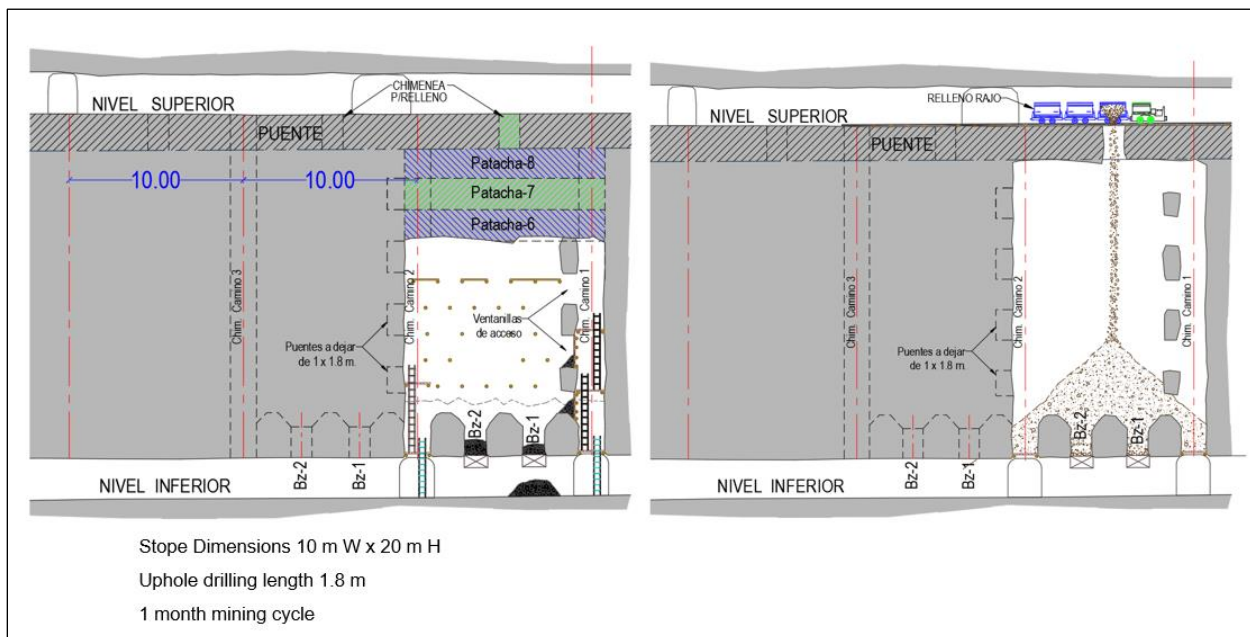 CHIMENEA
P/RELLENO
NIVEL SUPERIOR
PUENTE
10.00
10.00
Patacha-8
Patacha-7
Patacha-6
Chim. Camino 3
Chim. Camino 2
Chim. Camino 1
Ventanillas
de acceso
Puentes a dejar
de 1 x 1.8 m.
Bz-2
Bz-1
Bz-2
Bz-1
NIVEL INFERIOR
RELLENO RAJO
NIVEL SUPERIOR
PUENTE
Chim. Camino 3
Chim. Camino 2
Chim. Camino 1
Puentes a dejar
de 1 x 1.8 m.
Bz-2
Bz-1
Bz-2
Bz-1
NIVEL INFERIOR
Stope Dimensions 10 m W x 20 m H
Uphole drilling length 1.8 m
1 month mining cycle